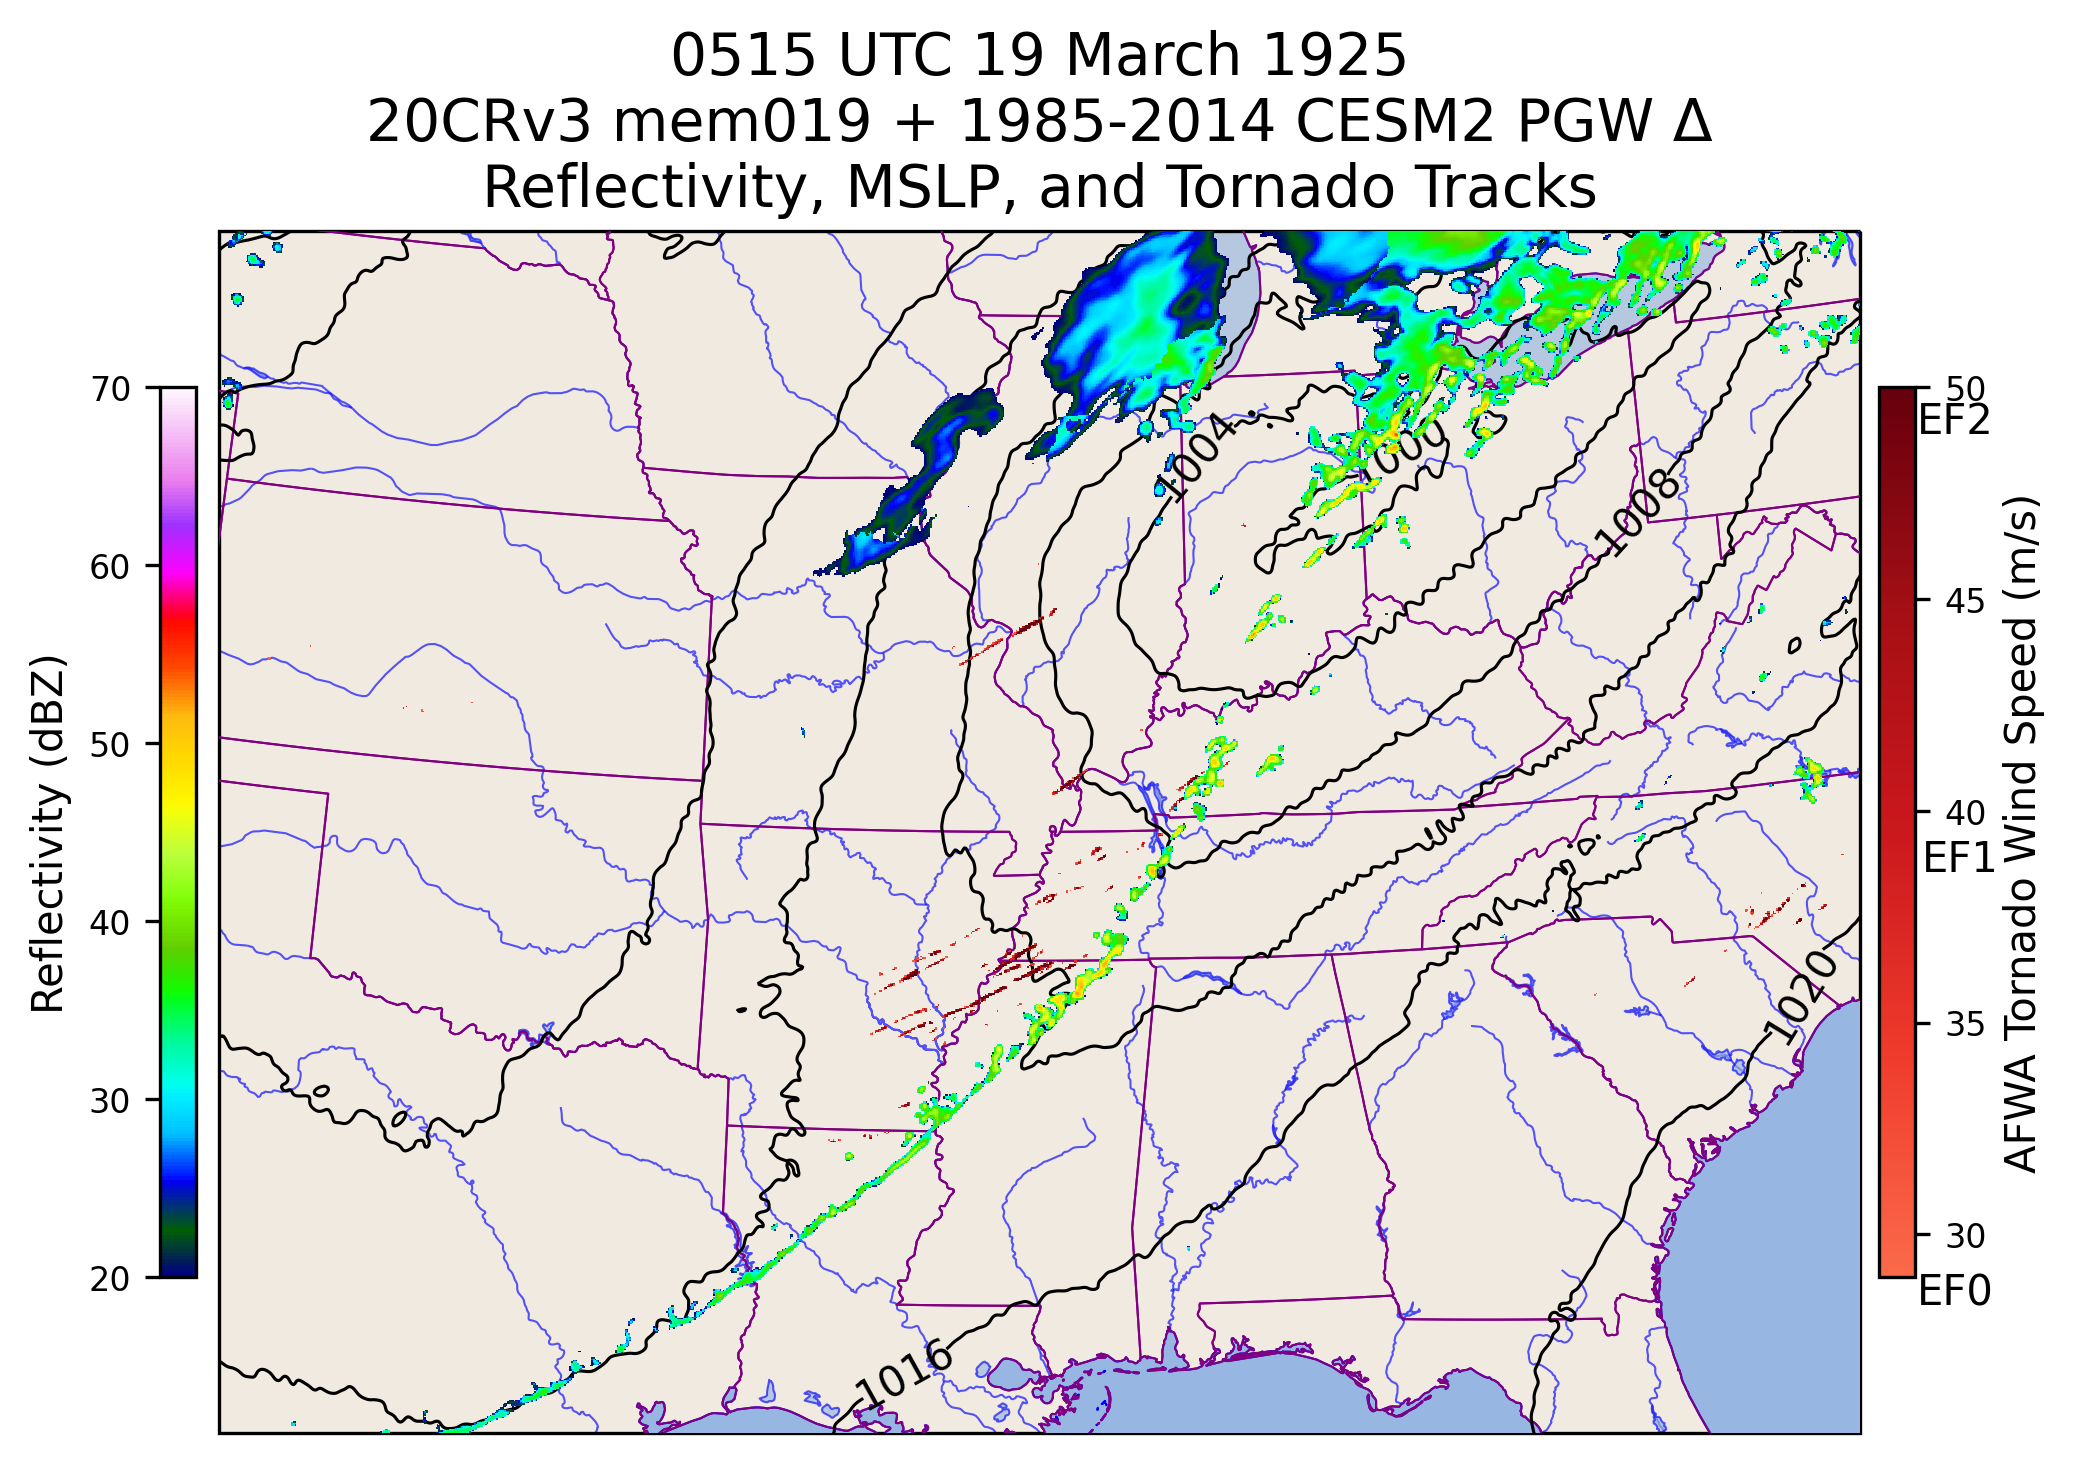 0515 UTC 19 March 1925
20CRv3 mem019 + 1985-2014 CESM2 PGW Δ
Reflectivity, MSLP, and Tornado Tracks
Reflectivity (dBZ)
70
60
50
40
30
20
1004
1000
1008
1020
1016
50
EF2
45
40
EF1
35
30
EF0
AFWA Tornado Wind Speed (m/s)